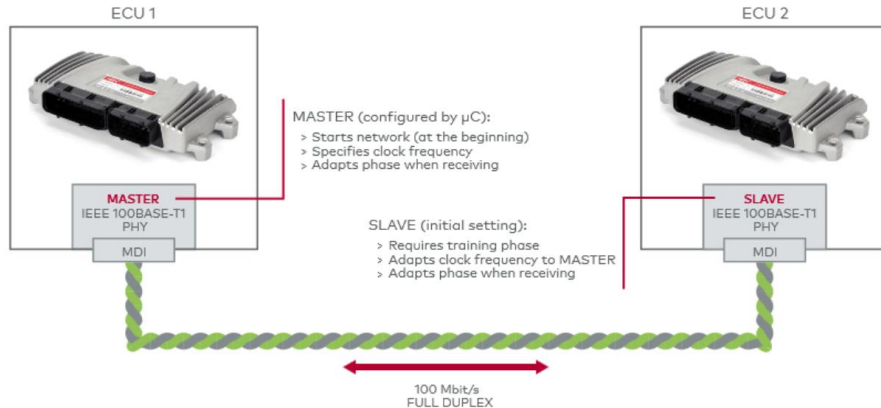 ECU 1
ECU 2
MASTER (configured by µC):
> Starts network (at the beginning)
> Specifies clock frequency
> Adapts phase when receiving
MASTER
IEEE 100BASE-T1
PHY
MDI
SLAVE (initial setting):
> Requires training phase
> Adapts clock frequency to MASTER
> Adapts phase when receiving
SLAVE
IEEE 100BASE-T1
PHY
MDI
100 Mbit/s
FULL DUPLEX